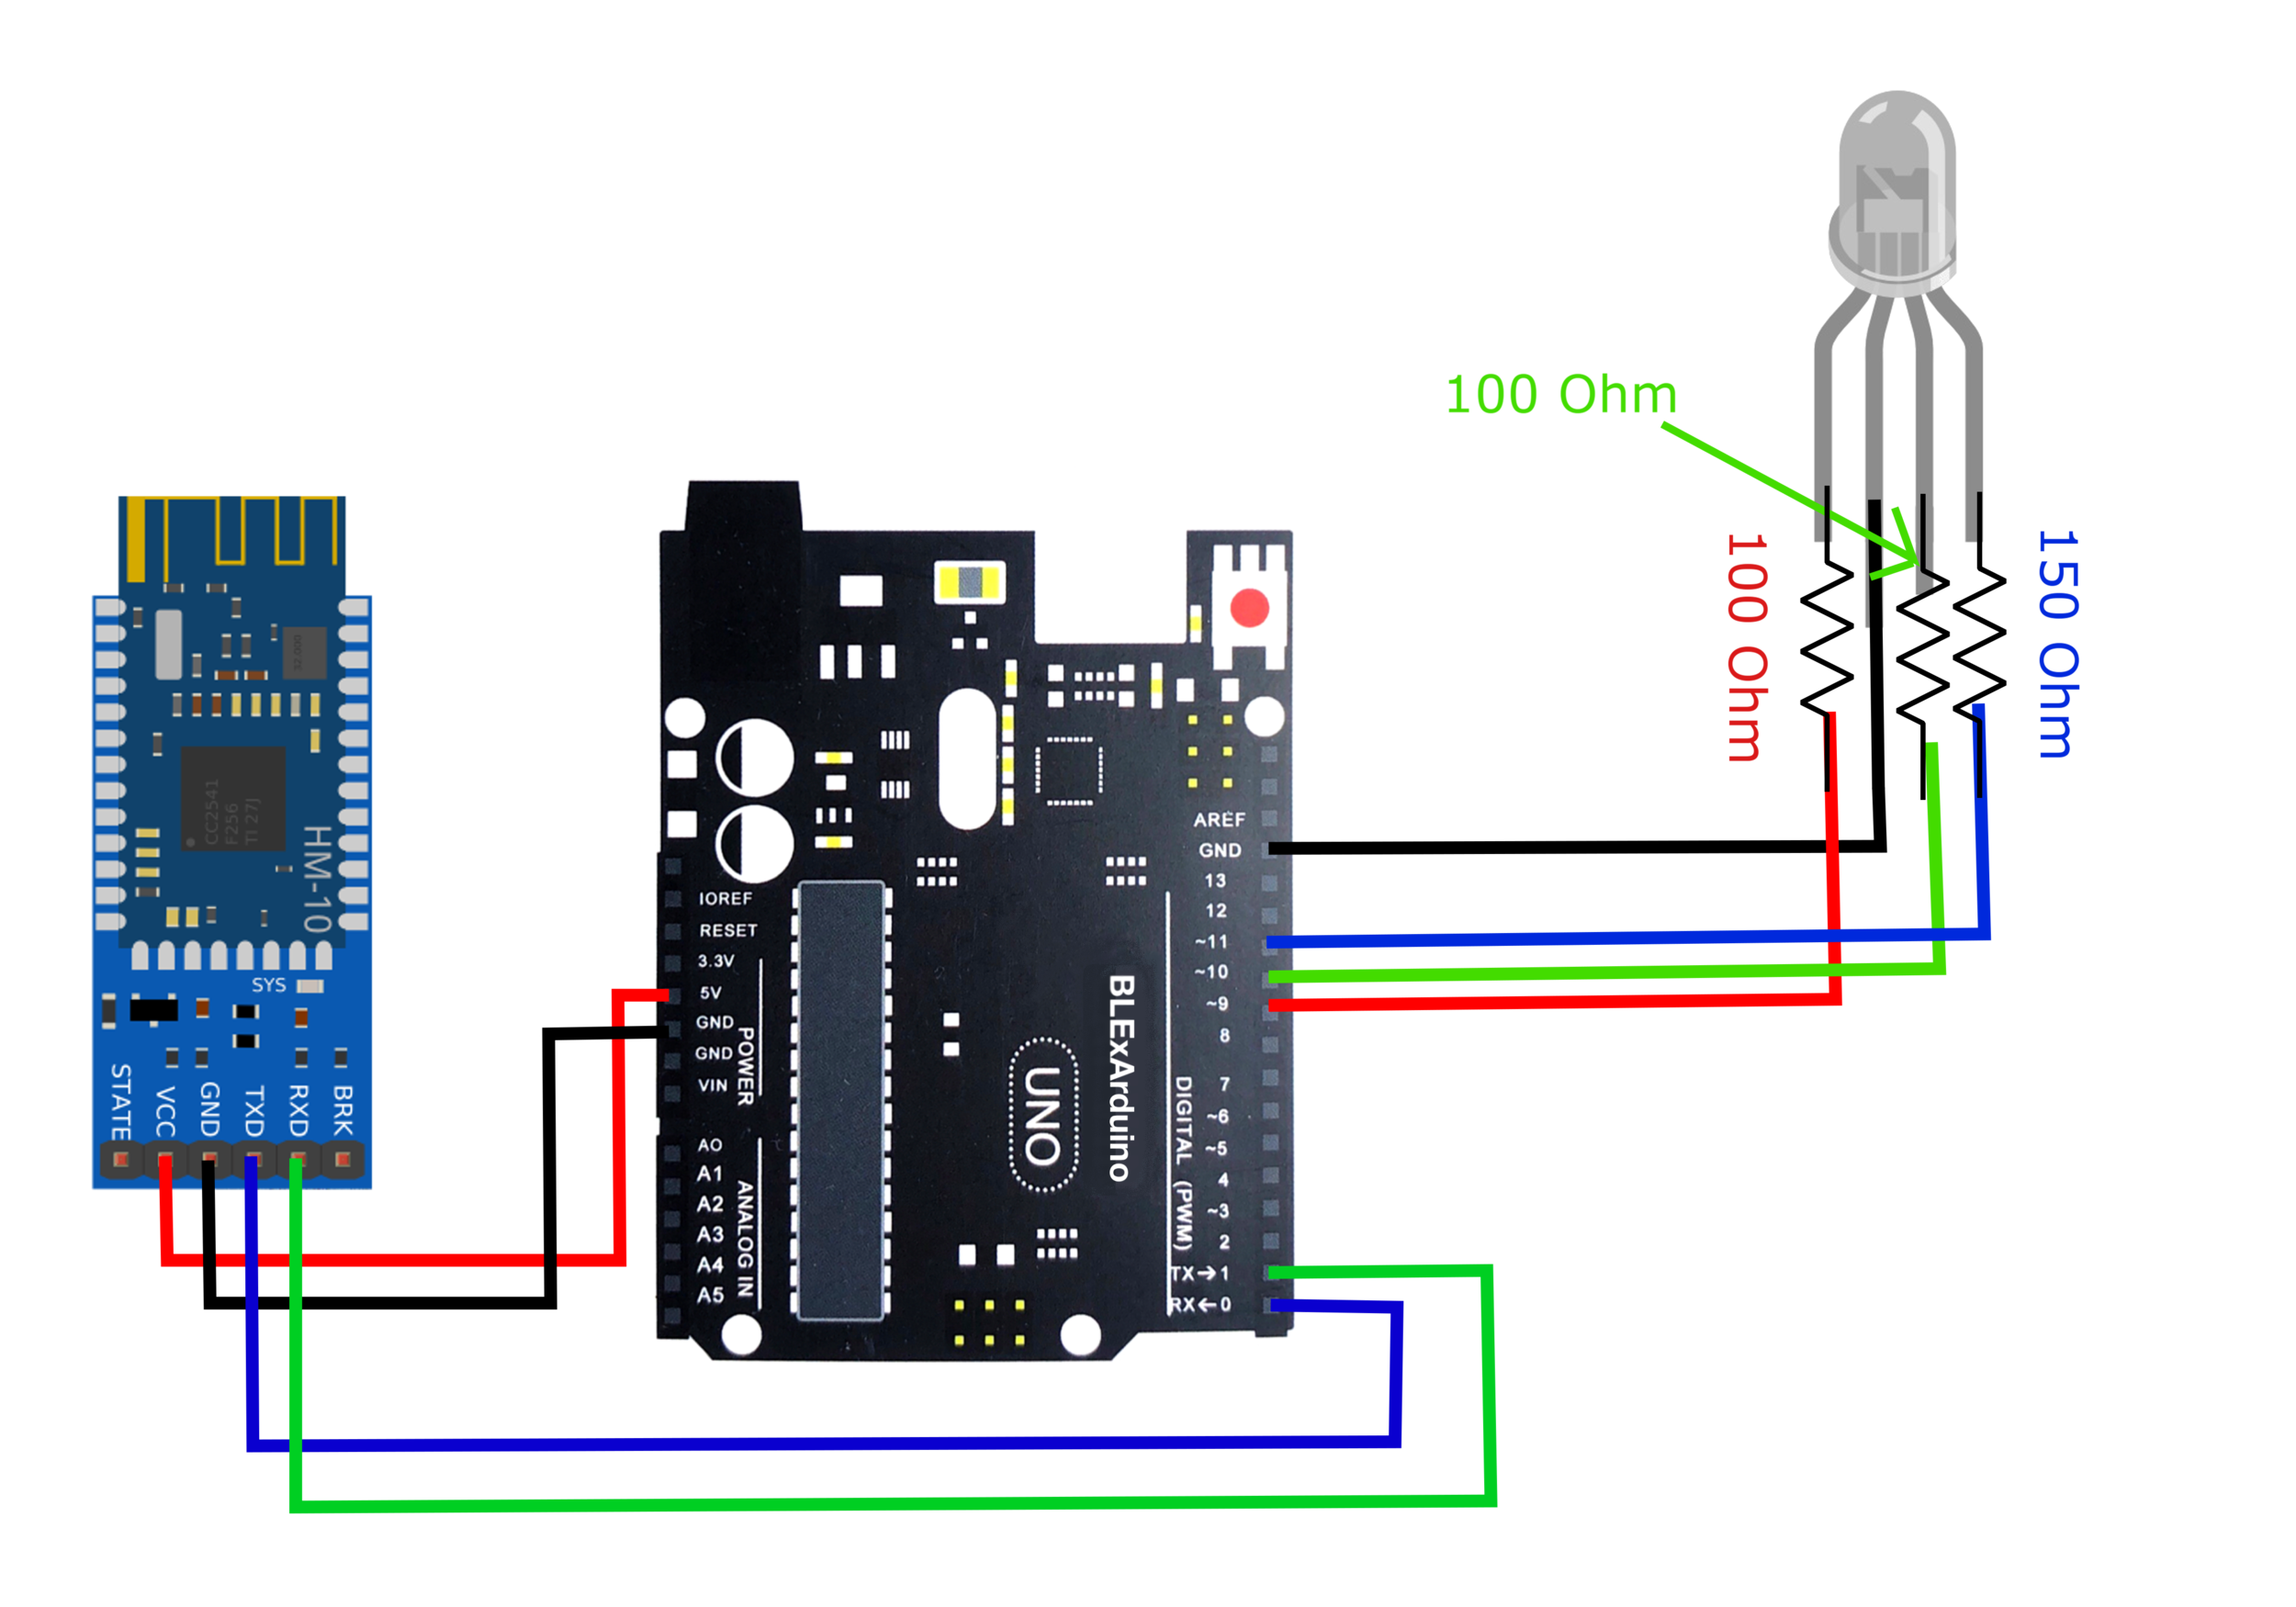 100 Ohm
100 Ohm
150 Ohm
32.000
CC2541
F256
TI 27J
HM-10
SYS
STATE
VCC
GND
TXD
RXD
BRK
IOREF
RESET
3.3V
5V
GND
GND
VIN
POWER
A0
A1
A2
A3
A4
A5
ANALOG IN
UNO
BLExArduino
AREF
GND
13
12
~11
~10
~9
8
7
~6
~5
4
~3
2
TX→1
RX←0
DIGITAL (PWM)